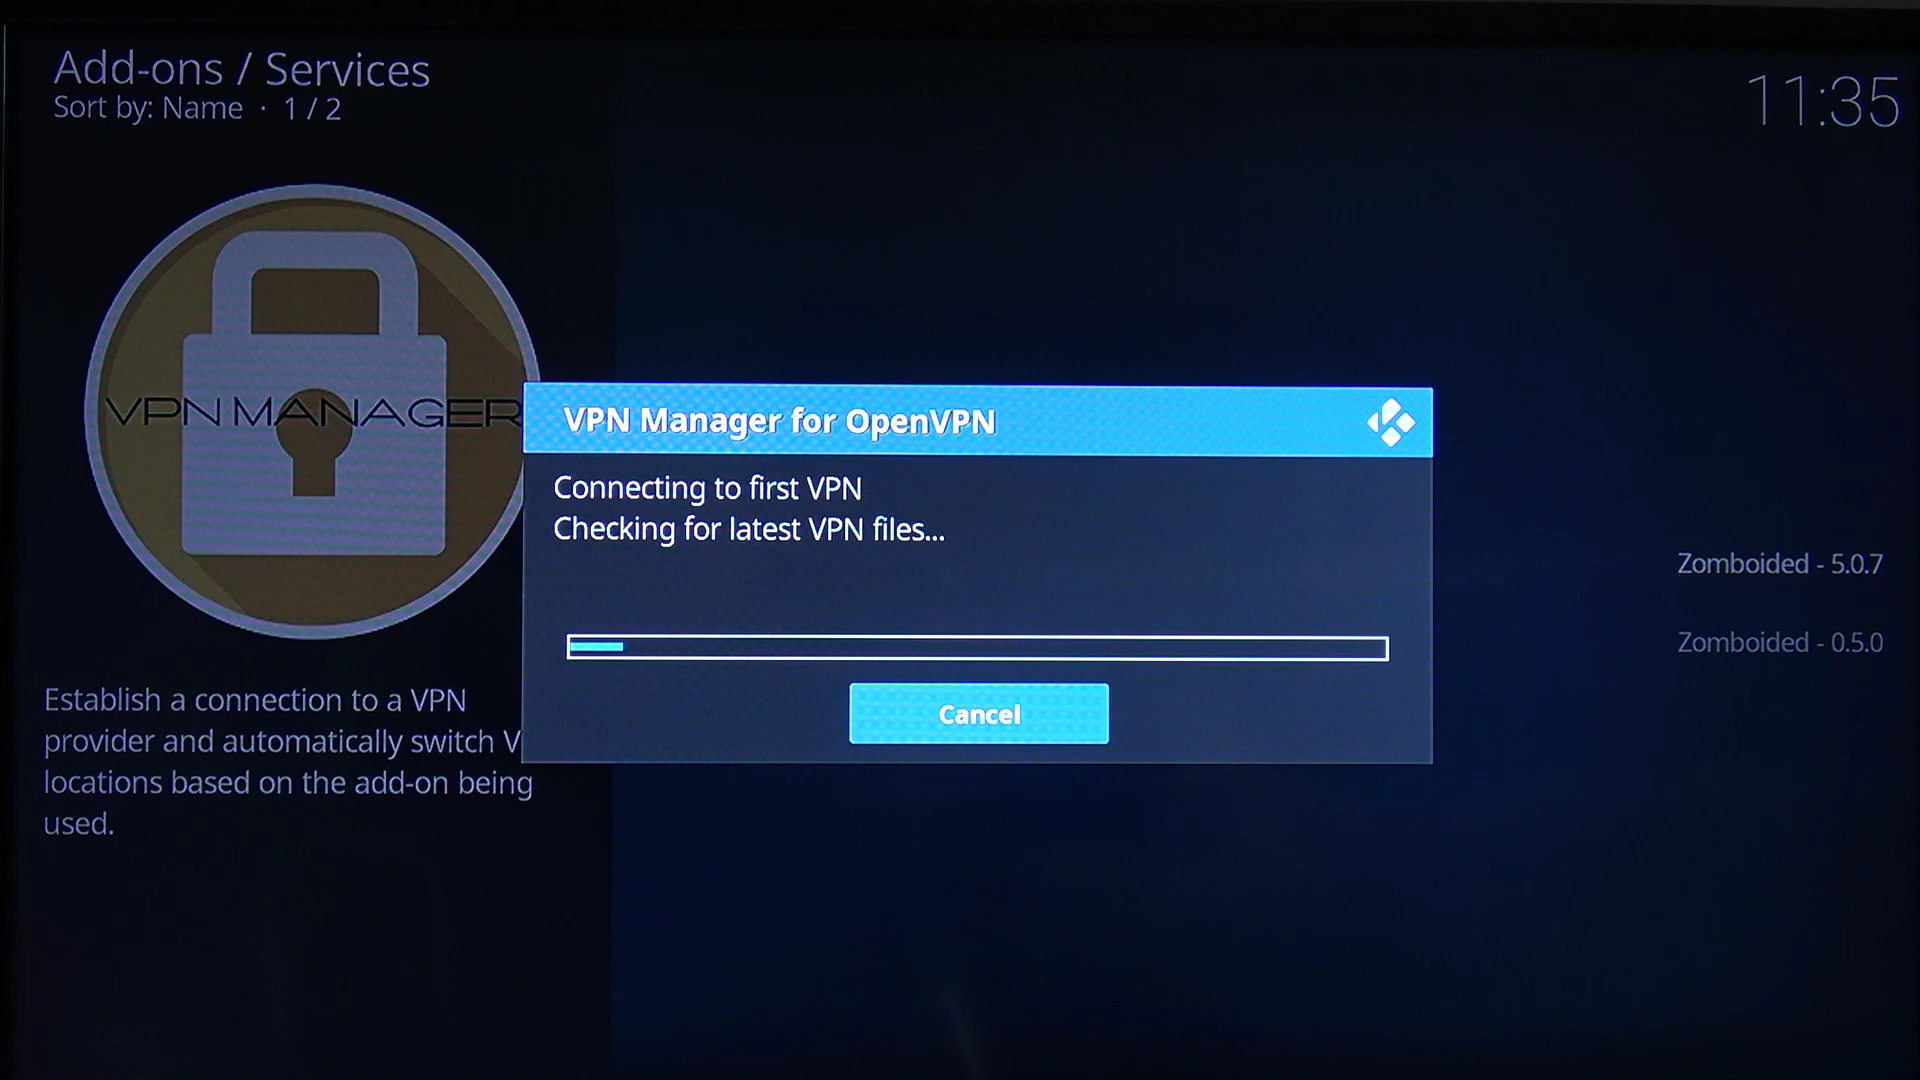 Add-ons / Services
Sort by: Name · 1 / 2
11:35
VPN MANAGER
VPN Manager for OpenVPN
Connecting to first VPN
Checking for latest VPN files...
Cancel
Zomboided - 5.0.7
Zomboided - 0.5.0
Establish a connection to a VPN
provider and automatically switch V
locations based on the add-on being
used.